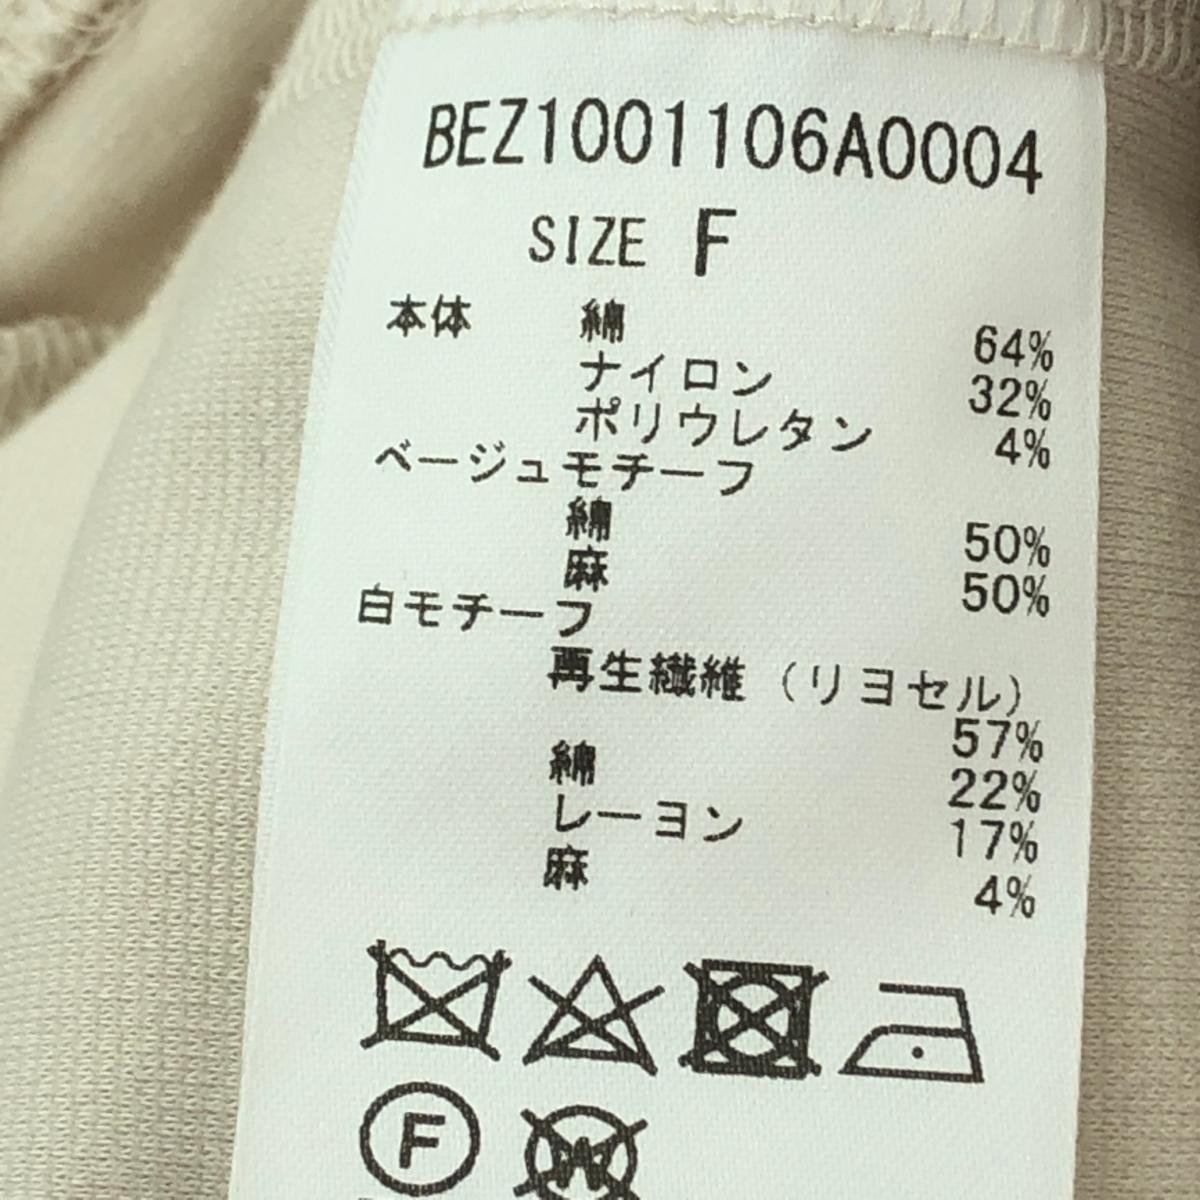 BEZ1001106A0004
SIZE F
本体 綿 64%
ナイロン 32%
ポリウレタン 4%
ベージュモチーフ
綿 50%
麻 50%
白モチーフ
再生繊維（リヨセル）
57%
綿 22%
レーヨン 17%
麻 4%
F W